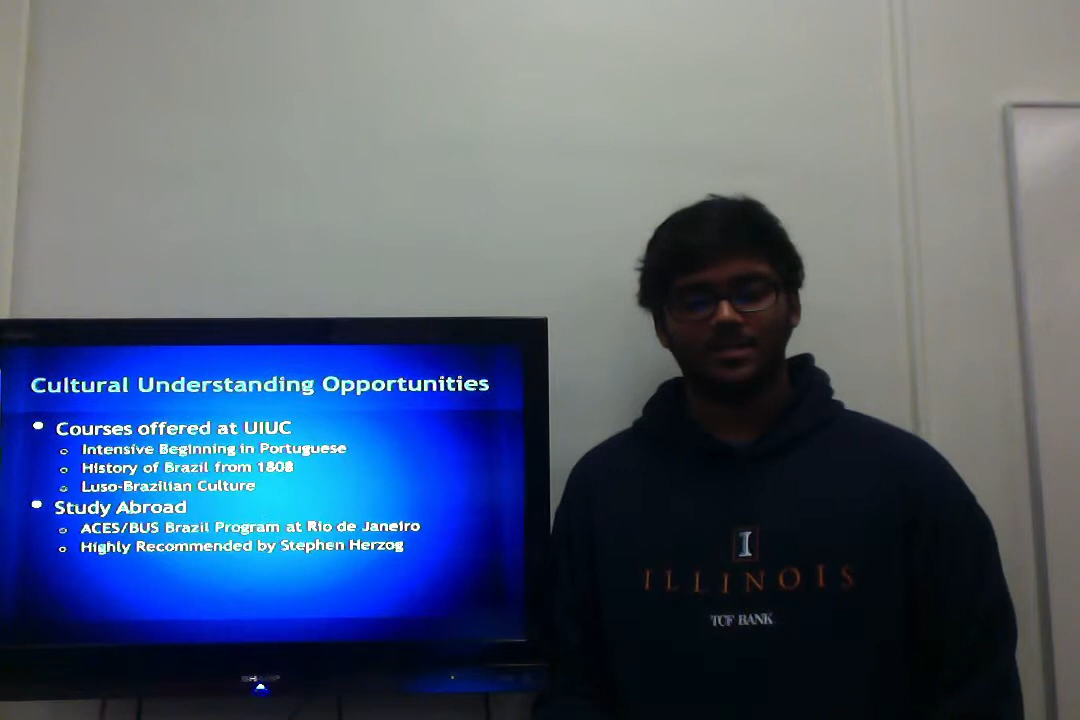 Cultural Understanding Opportunities
• Courses offered at UIUC
o Intensive Beginning in Portuguese
o History of Brazil from 1808
o Luso-Brazilian Culture
• Study Abroad
o ACES/BUS Brazil Program at Rio de Janeiro
o Highly Recommended by Stephen Herzog
SHARP
I
ILLINOIS
TCF BANK